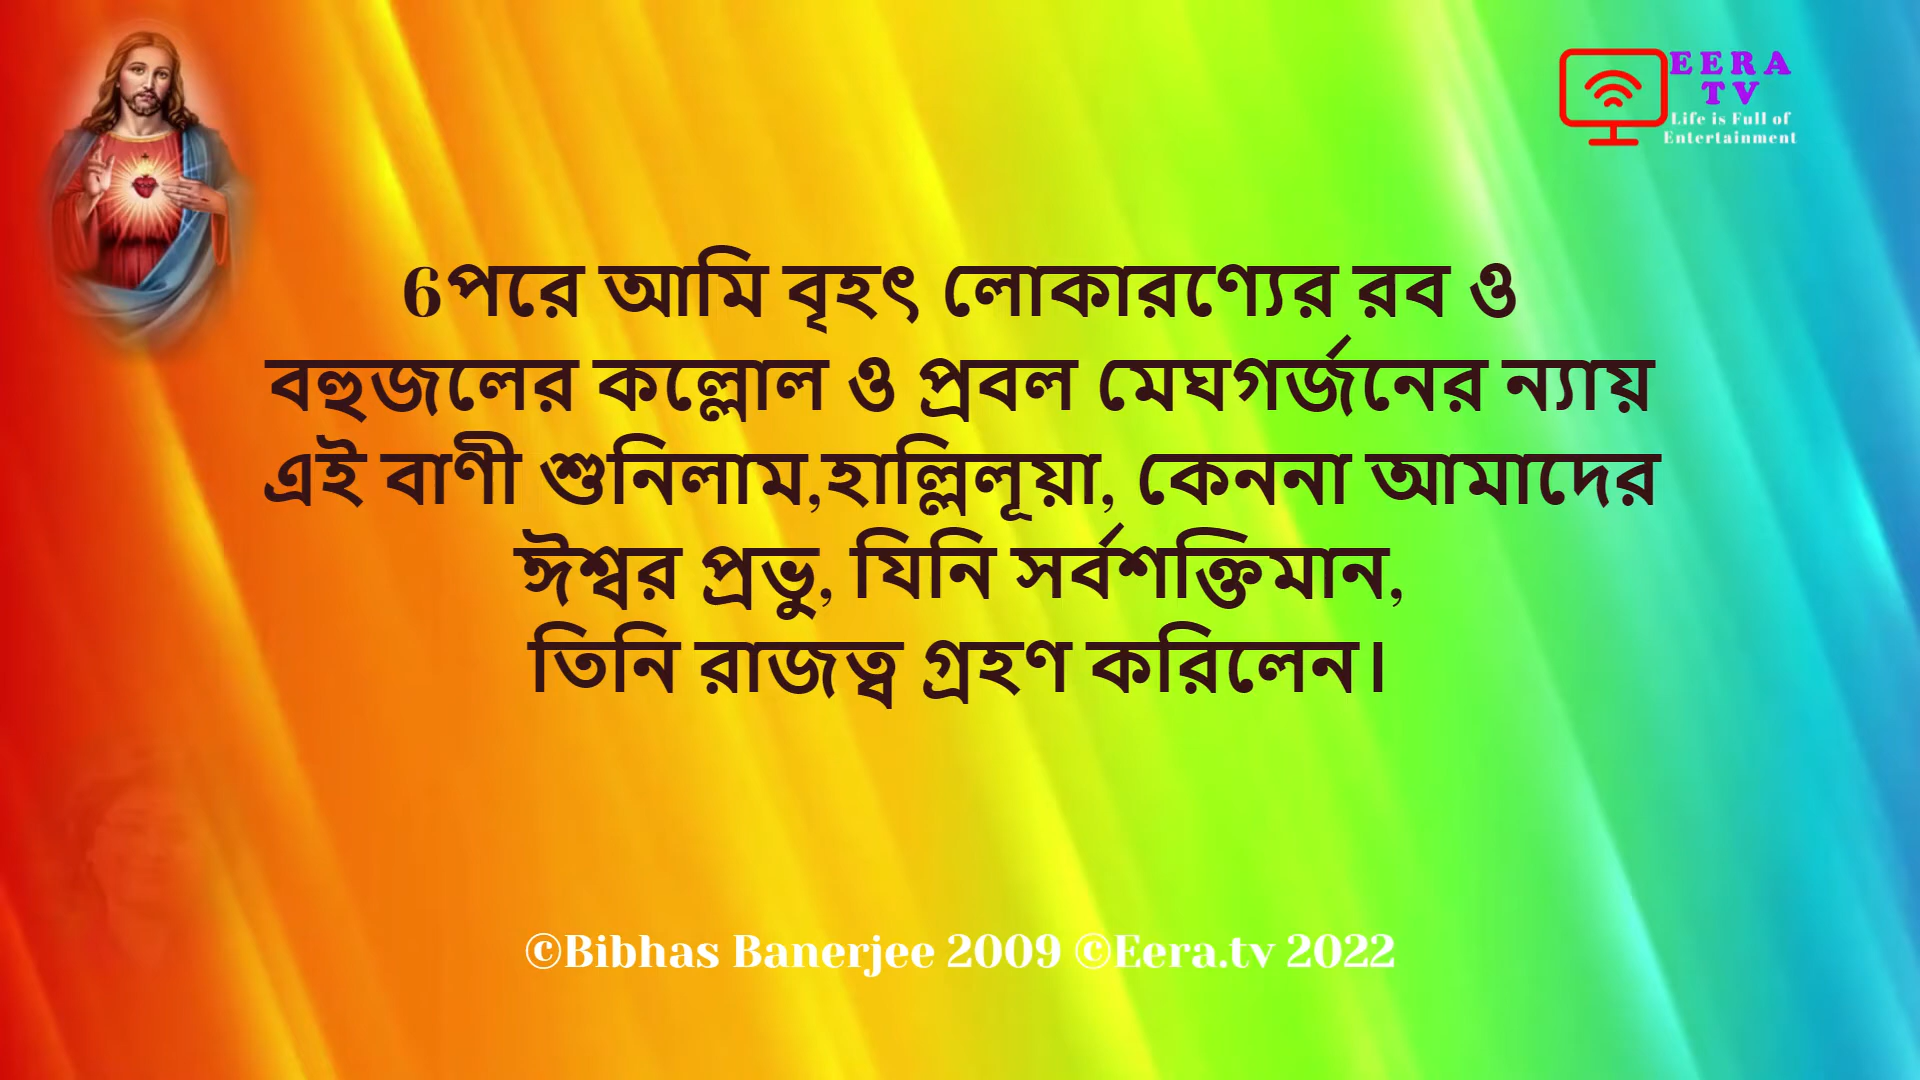 EERA
TV
Life is Full of
Entertainment
6পরে আমি বৃহৎ লোকারণ্যের রব ও
বহুজলের কল্লোল ও প্রবল মেঘগর্জনের ন্যায়
এই বাণী শুনিলাম,হাল্লিলূয়া, কেননা আমাদের
ঈশ্বর প্রভু, যিনি সর্বশক্তিমান,
তিনি রাজত্ব গ্রহণ করিলেন।
©Bibhas Banerjee 2009 ©Eera.tv 2022